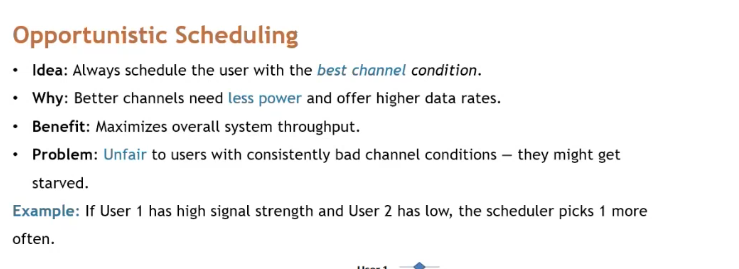 Opportunistic Scheduling
• Idea: Always schedule the user with the best channel condition.
• Why: Better channels need less power and offer higher data rates.
• Benefit: Maximizes overall system throughput.
• Problem: Unfair to users with consistently bad channel conditions — they might get
starved.
Example: If User 1 has high signal strength and User 2 has low, the scheduler picks 1 more
often.
User 1